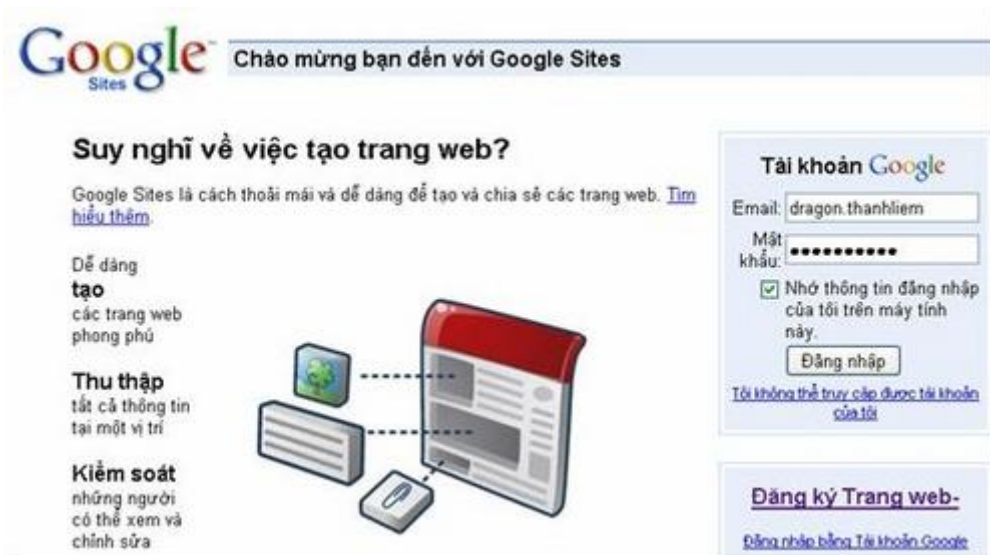 Google
Sites
Chào mừng bạn đến với Google Sites
Suy nghĩ về việc tạo trang web?
Google Sites là cách thoải mái và dễ dàng để tạo và chia sẻ các trang web. Tìm
hiểu thêm.
Dễ dàng
tạo
các trang web
phong phú
Thu thập
tất cả thông tin
tại một vị trí
Kiểm soát
những người
có thể xem và
chỉnh sửa
Tài khoản Google
Email: dragon.thanhliem
Mật
khẩu: ••••••••••
Nhớ thông tin đăng nhập
của tôi trên máy tính
này.
Đăng nhập
Tôi không thể truy cập được tài khoản
của tôi
Đăng ký Trang web-
Đăng nhập bằng Tài khoản Google